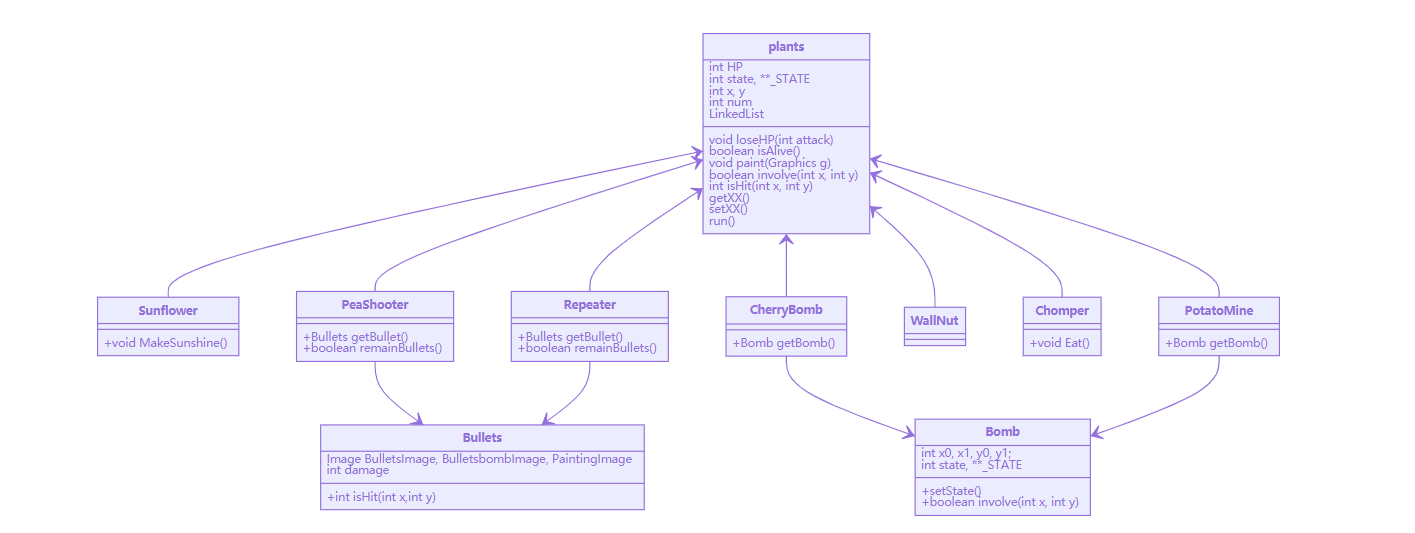 plants
int HP
int state, **_STATE
int x, y
int num
LinkedList
void loseHP(int attack)
boolean isAlive()
void paint(Graphics g)
boolean involve(int x, int y)
int isHit(int x, int y)
getXX()
setXX()
run()
Sunflower
+void MakeSunshine()
PeaShooter
+Bullets getBullet()
+boolean remainBullets()
Repeater
+Bullets getBullet()
+boolean remainBullets()
CherryBomb
+Bomb getBomb()
WallNut
Chomper
+void Eat()
PotatoMine
+Bomb getBomb()
Bullets
Image BulletsImage, BulletsbombImage, PaintingImage
int damage
+int isHit(int x,int y)
Bomb
int x0, x1, y0, y1;
int state, **_STATE
+setState()
+boolean involve(int x, int y)